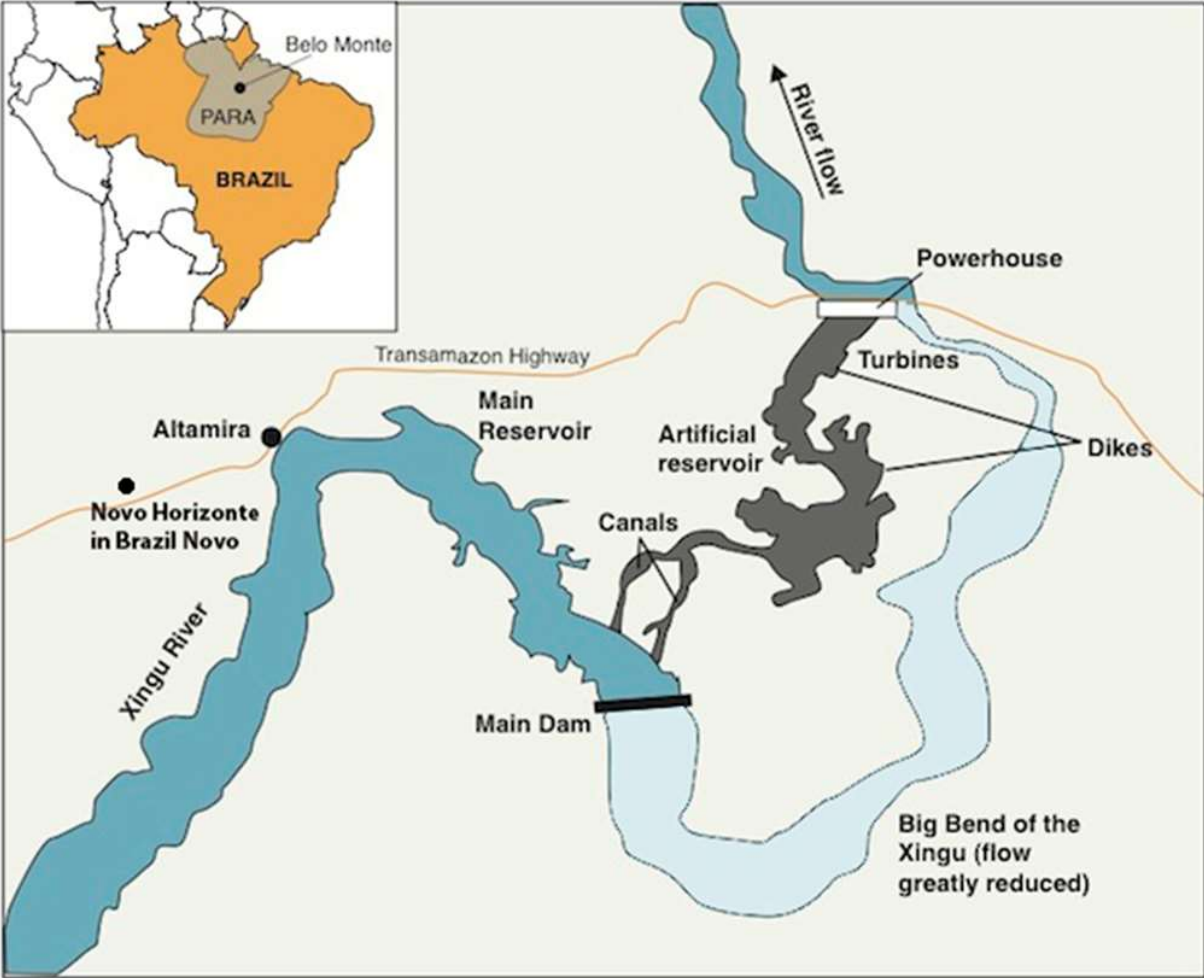 Belo Monte
PARA
BRAZIL
River flow
Powerhouse
Transamazon Highway
Turbines
Main
Reservoir
Altamira
Artificial
reservoir
Dikes
Novo Horizonte
in Brazil Novo
Canals
Xingu River
Main Dam
Big Bend of the
Xingu (flow
greatly reduced)